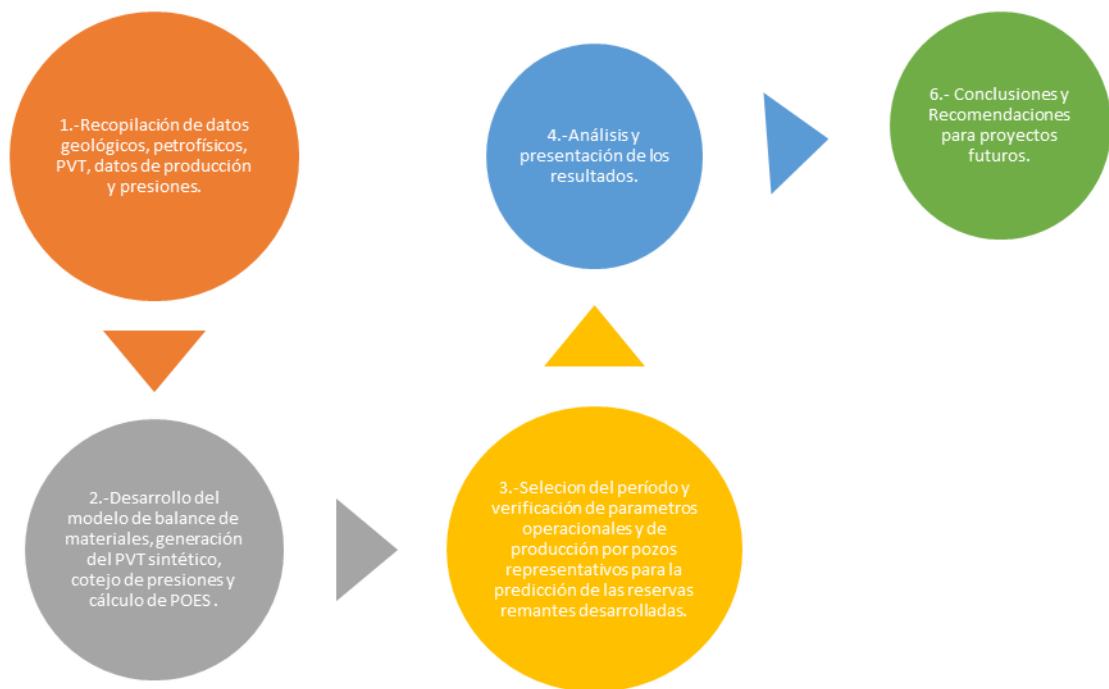 1.-Recopilación de datos
geológicos, petrofísicos,
PVT, datos de producción
y presiones.
2.-Desarrollo del
modelo de balance de
materiales, generación
del PVT sintético,
cotejo de presiones y
cálculo de POES .
3.-Selecion del período y
verificación de parametros
operacionales y de
producción por pozos
representativos para la
predicción de las reservas
remantes desarrolladas.
4.-Análisis y
presentación de los
resultados.
6.- Conclusiones y
Recomendaciones
para proyectos
futuros.